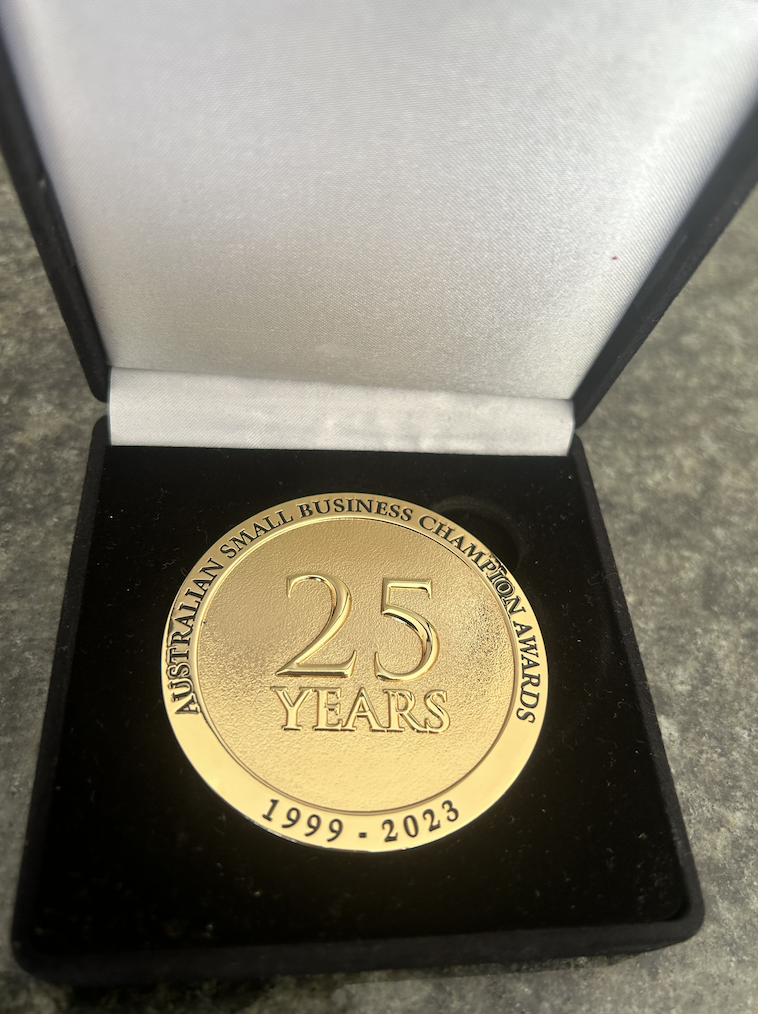 AUSTRALIAN SMALL BUSINESS CHAMPION AWARDS
25
YEARS
1999 - 2023